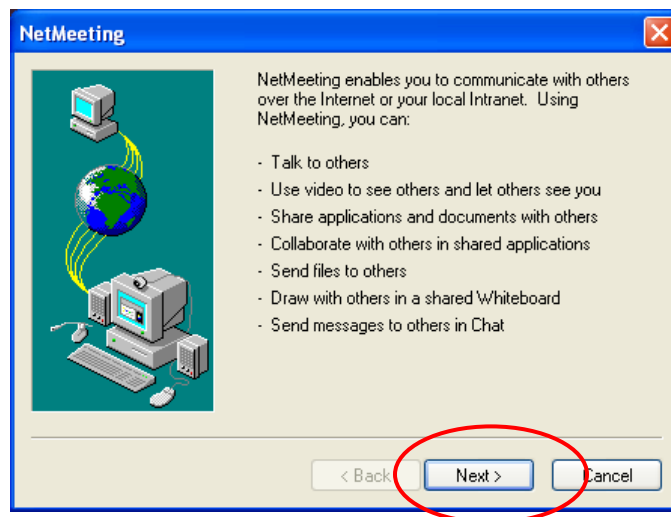 NetMeeting
NetMeeting enables you to communicate with others
over the Internet or your local Intranet. Using
NetMeeting, you can:
- Talk to others
- Use video to see others and let others see you
- Share applications and documents with others
- Collaborate with others in shared applications
- Send files to others
- Draw with others in a shared Whiteboard
- Send messages to others in Chat
< Back Next > Cancel